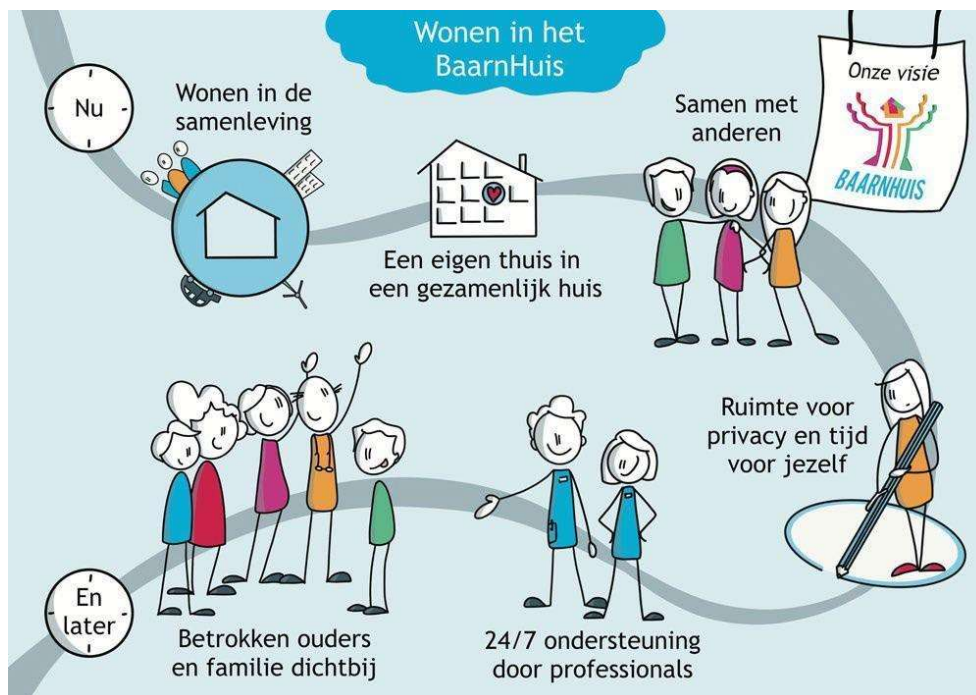 Wonen in het
BaarnHuis
Onze visie
BAARNHUIS
Nu
Wonen in de
samenleving
Een eigen thuis in
een gezamenlijk huis
Samen met
anderen
Ruimte voor
privacy en tijd
voor jezelf
24/7 ondersteuning
door professionals
Betrokken ouders
en familie dichtbij
En
later